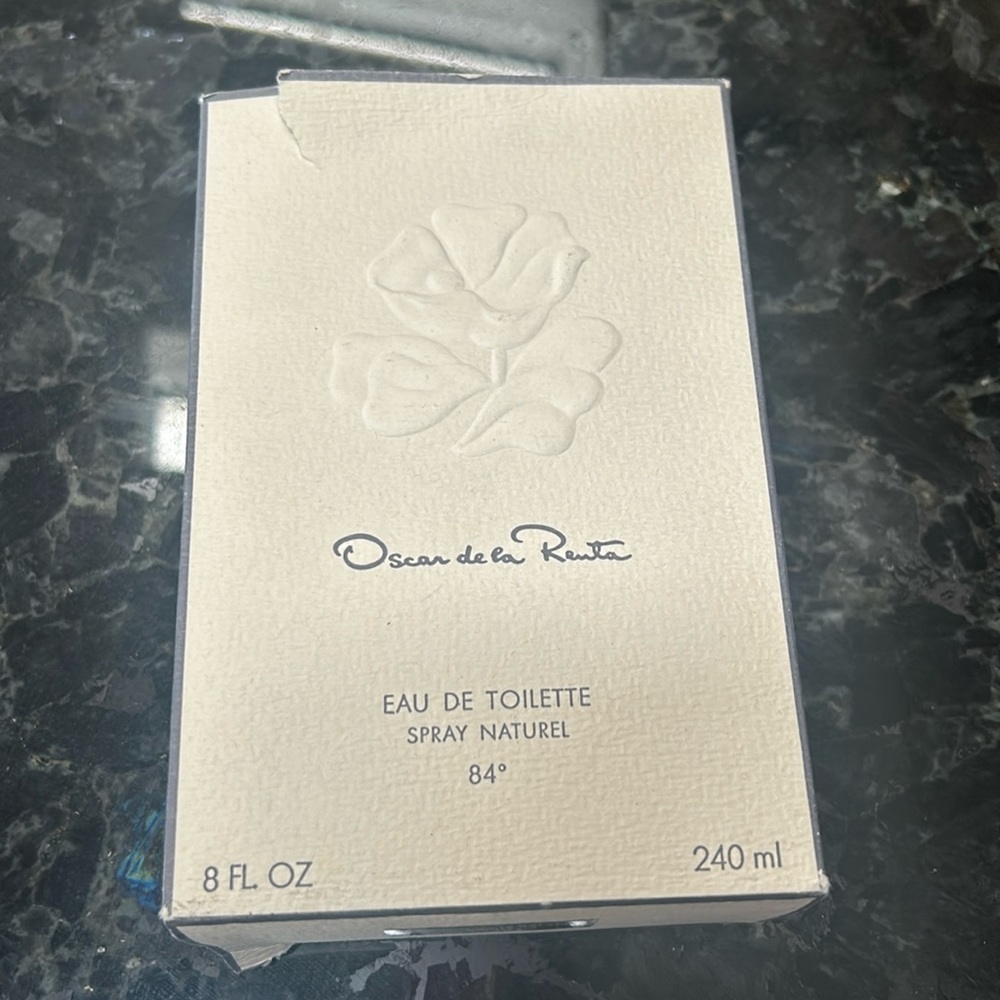 Oscar de la Renta
EAU DE TOILETTE
SPRAY NATUREL
84°
8 FL. OZ
240 ml